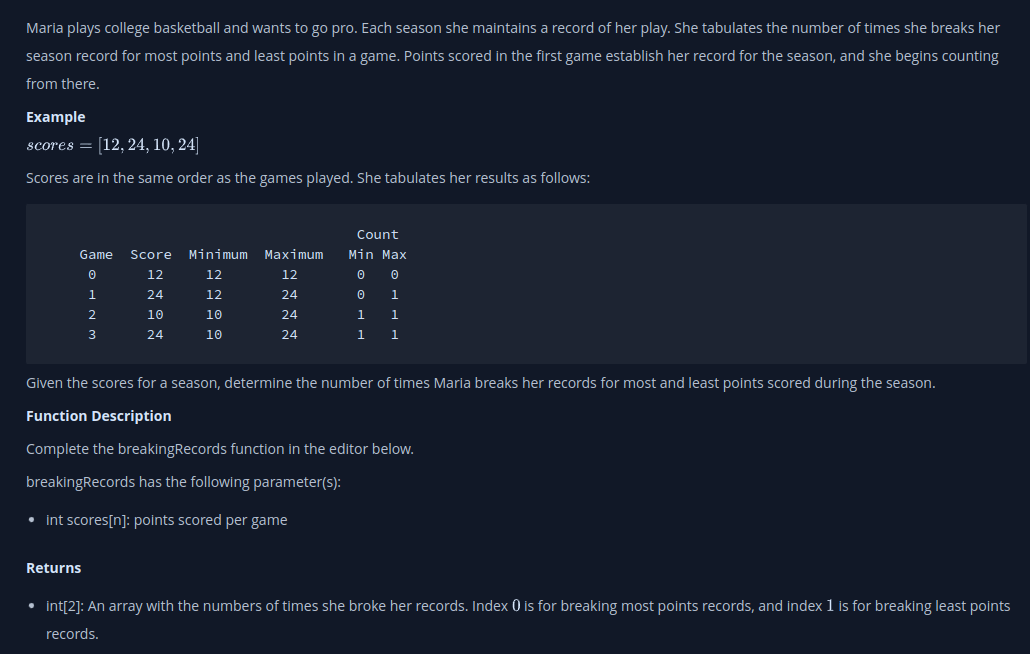 Maria plays college basketball and wants to go pro. Each season she maintains a record of her play. She tabulates the number of times she breaks her
season record for most points and least points in a game. Points scored in the first game establish her record for the season, and she begins counting
from there.
Example
scores = [12, 24, 10, 24]
Scores are in the same order as the games played. She tabulates her results as follows:
Count
Game Score Minimum Maximum Min Max
0 12 12 12 0 0
1 24 12 24 0 1
2 10 10 24 1 1
3 24 10 24 1 1
Given the scores for a season, determine the number of times Maria breaks her records for most and least points scored during the season.
Function Description
Complete the breakingRecords function in the editor below.
breakingRecords has the following parameter(s):
• int scores[n]: points scored per game
Returns
• int[2]: An array with the numbers of times she broke her records. Index 0 is for breaking most points records, and index 1 is for breaking least points
records.